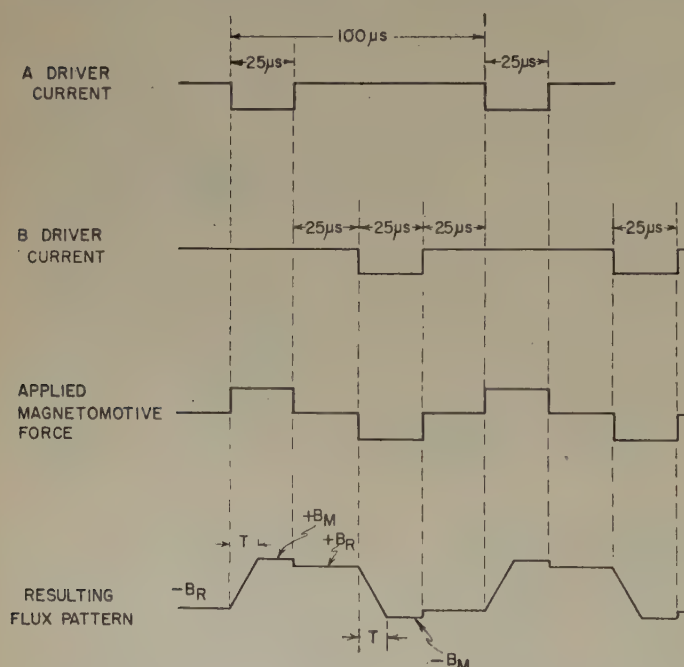 100µs
25µs
25µs
A DRIVER
CURRENT
25µs
25µs
25µs
25µs
B DRIVER
CURRENT
APPLIED
MAGNETOMOTIVE
FORCE
+BM
T
+BR
-BR
RESULTING
FLUX PATTERN
T
-BM